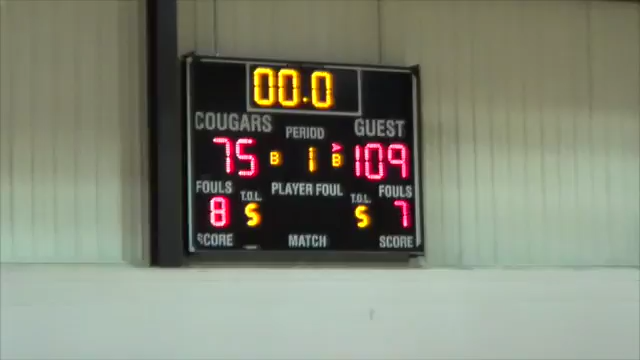 00.0
COUGARS PERIOD GUEST
75 B 1 B 109
FOULS T.O.L. PLAYER FOUL T.O.L. FOULS
8 5 5 7
SCORE MATCH SCORE